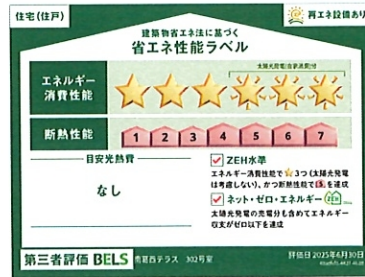 住宅(住戸)
再エネ設備あり
建築物省エネ法に基づく
省エネ性能ラベル
太陽光発電(自家消費)分
エネルギー
消費性能
断熱性能
1 2 3 4 5 6 7
目安光熱費
なし
ZEH水準
エネルギー消費性能で★3つ(太陽光発電
は考慮しない)、かつ断熱性能で5を達成
ネット・ゼロ・エネルギー
太陽光発電の売電分も含めてエネルギー
収支がゼロ以下を達成
第三者評価 BELS
南葛西テラス 302号室
評価日 2025年6月30日